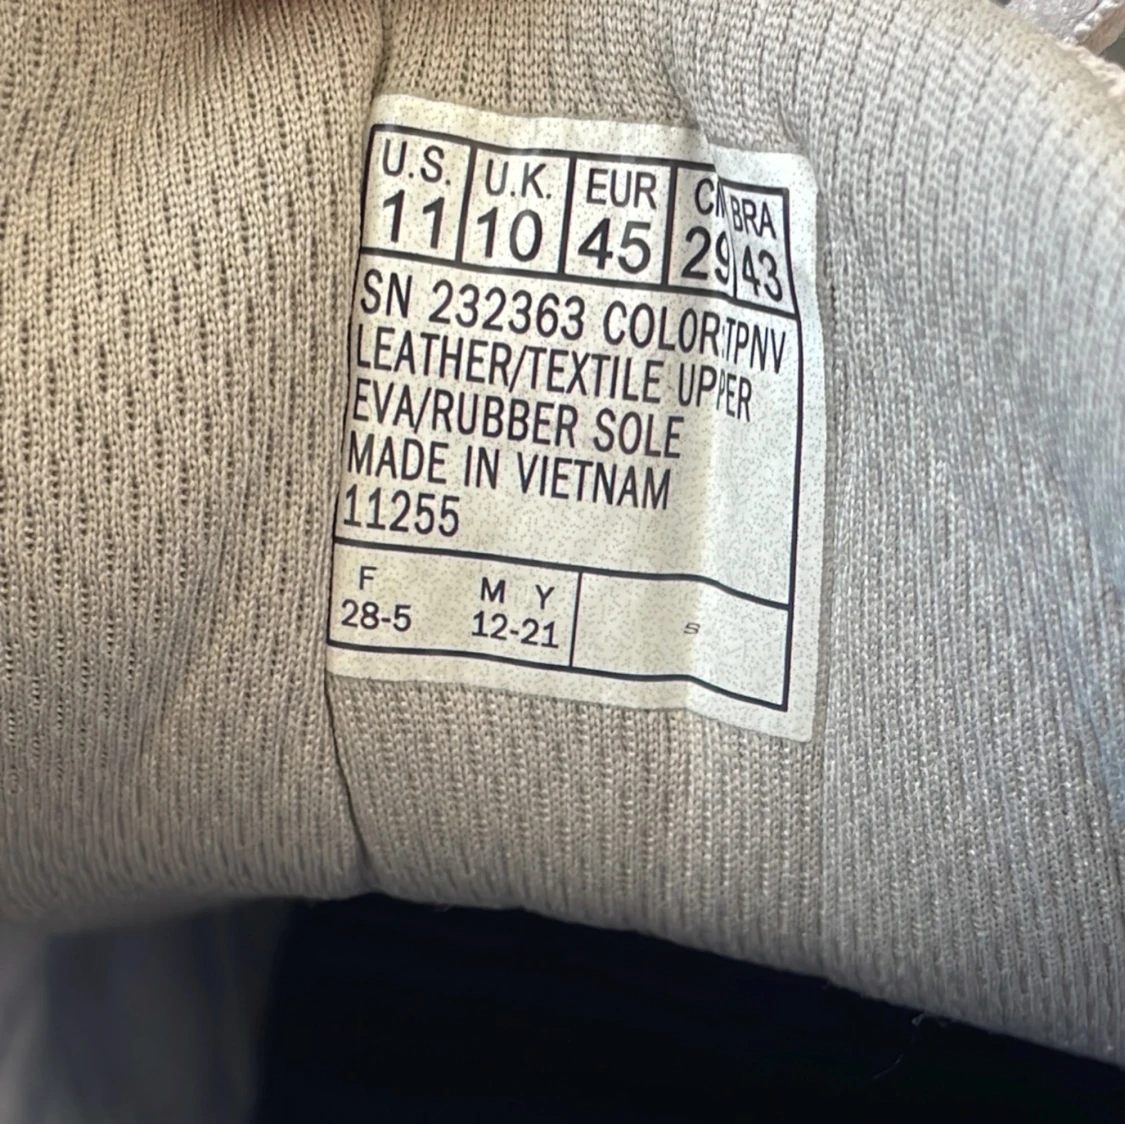 U.S. U.K. EUR CM BRA
11 10 45 29 43
SN 232363 COLOR:TPNV
LEATHER/TEXTILE UPPER
EVA/RUBBER SOLE
MADE IN VIETNAM
11255
F M Y
28-5 12-21 S